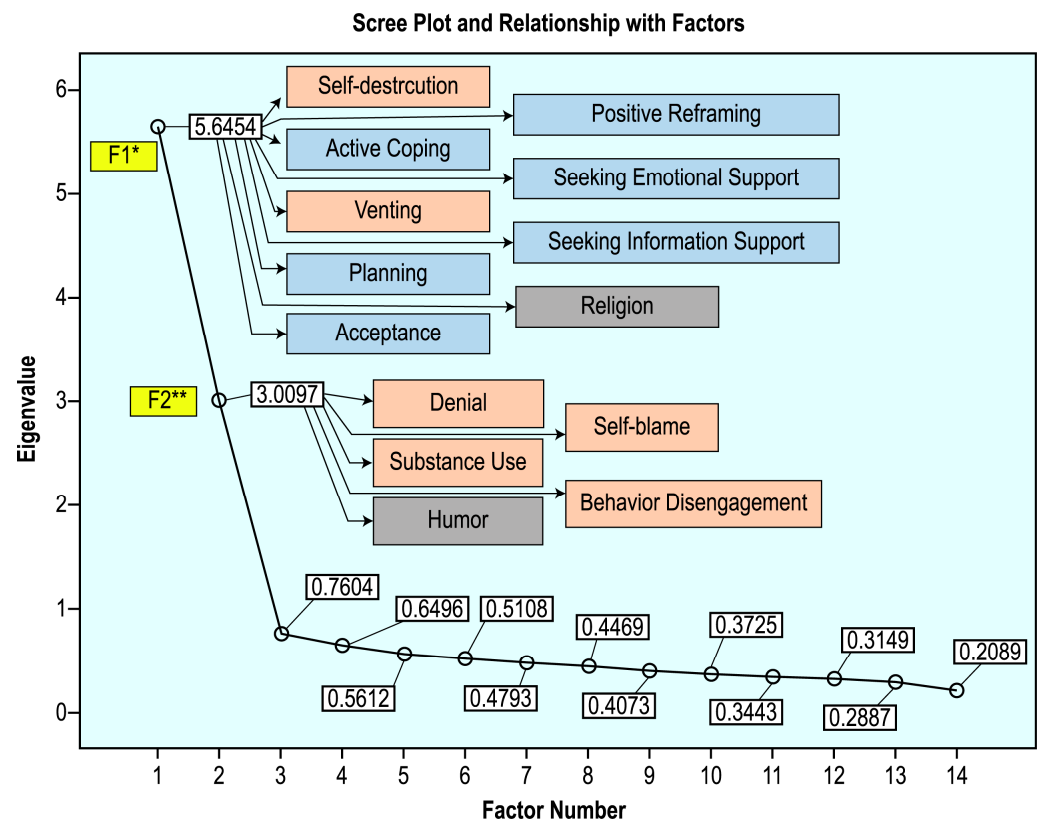 Scree Plot and Relationship with Factors
Eigenvalue
6
5
4
3
2
1
0
F1*
5.6454
Self-destrcution
Positive Reframing
Active Coping
Seeking Emotional Support
Venting
Seeking Information Support
Planning
Religion
Acceptance
F2**
3.0097
Denial
Self-blame
Substance Use
Behavior Disengagement
Humor
0.7604
0.6496
0.5612
0.5108
0.4793
0.4469
0.4073
0.3725
0.3443
0.3149
0.2887
0.2089
1 2 3 4 5 6 7 8 9 10 11 12 13 14
Factor Number